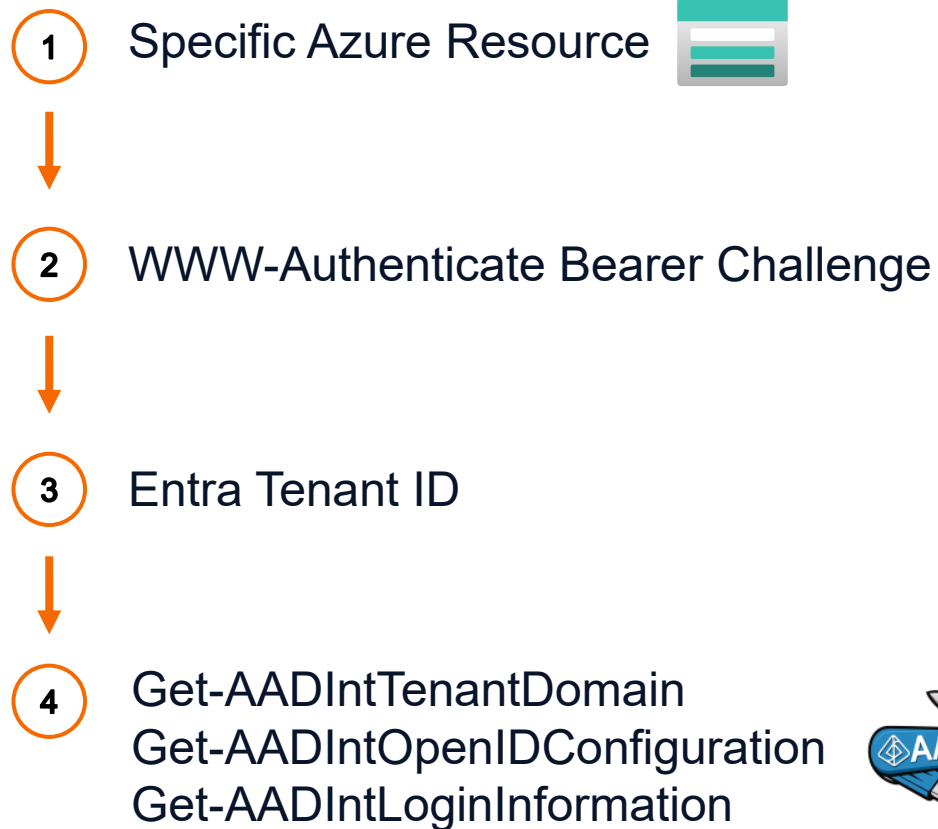 1
Specific Azure Resource
2
WWW-Authenticate Bearer Challenge
3
Entra Tenant ID
4
Get-AADIntTenantDomain
Get-AADIntOpenIDConfiguration
Get-AADIntLoginInformation